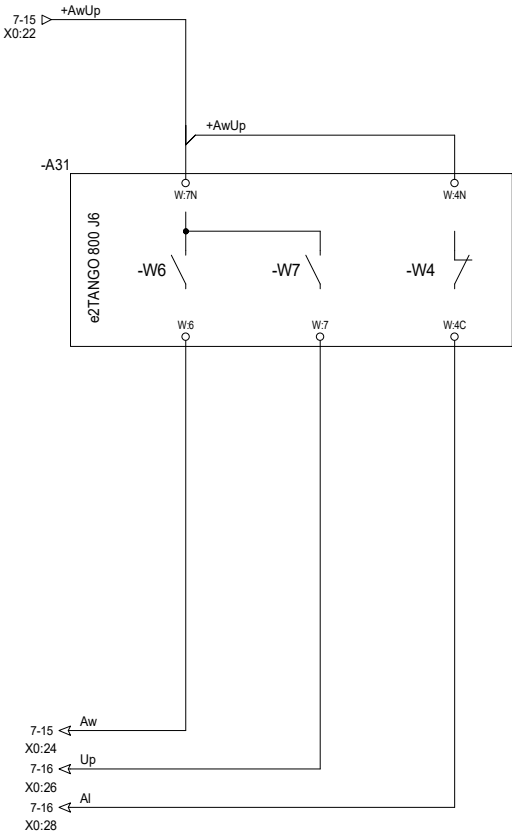 +AwUp
7-15
X0:22
+AwUp
-A31
W:7N
W:4N
e2TANGO 800 J6
-W6
-W7
-W4
W:6
W:7
W:4C
Aw
7-15
X0:24
Up
7-16
X0:26
Al
7-16
X0:28